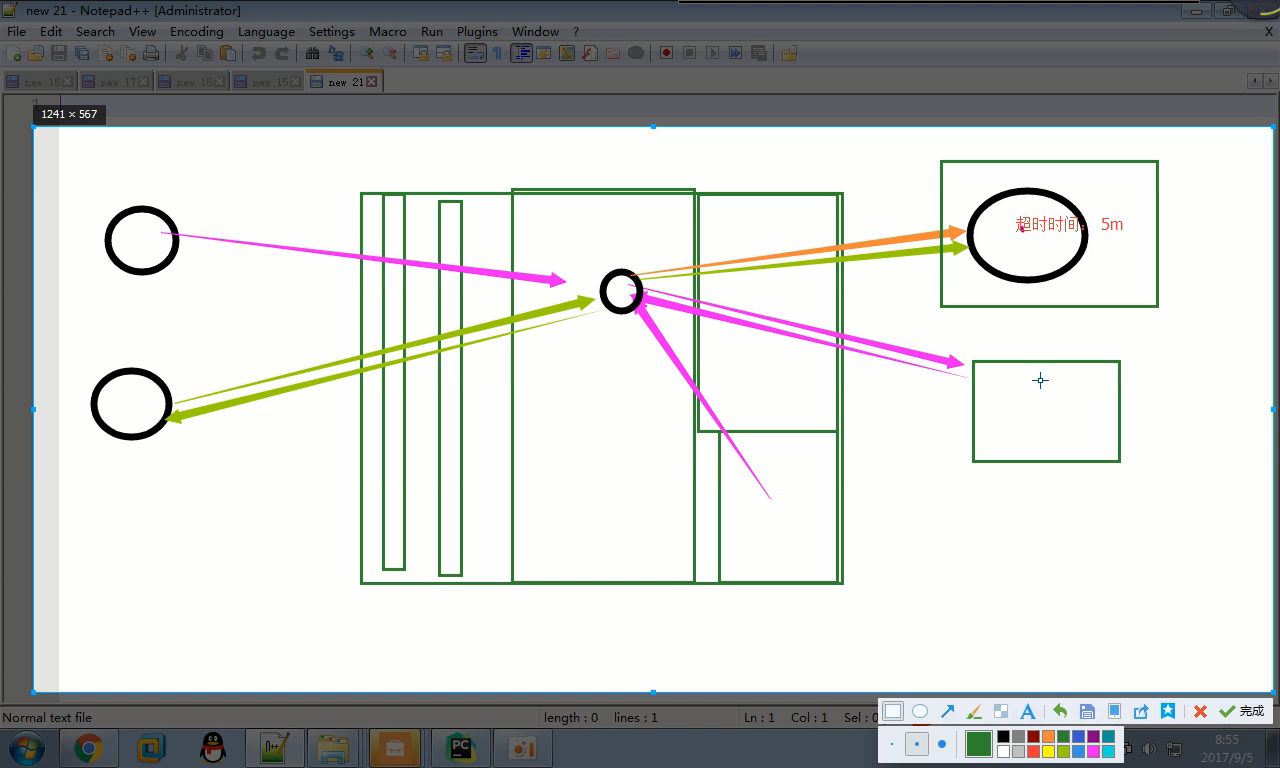 new 21 - Notepad++ [Administrator]
File Edit Search View Encoding Language Settings Macro Run Plugins Window ? X
new 16 new 17 new 18 new 15 new 21
1
1241 × 567
超时时间： 5m
Normal text file length : 0 lines : 1 Ln : 1 Col : 1 Sel : 0
完成
PC
8:55
2017/9/5